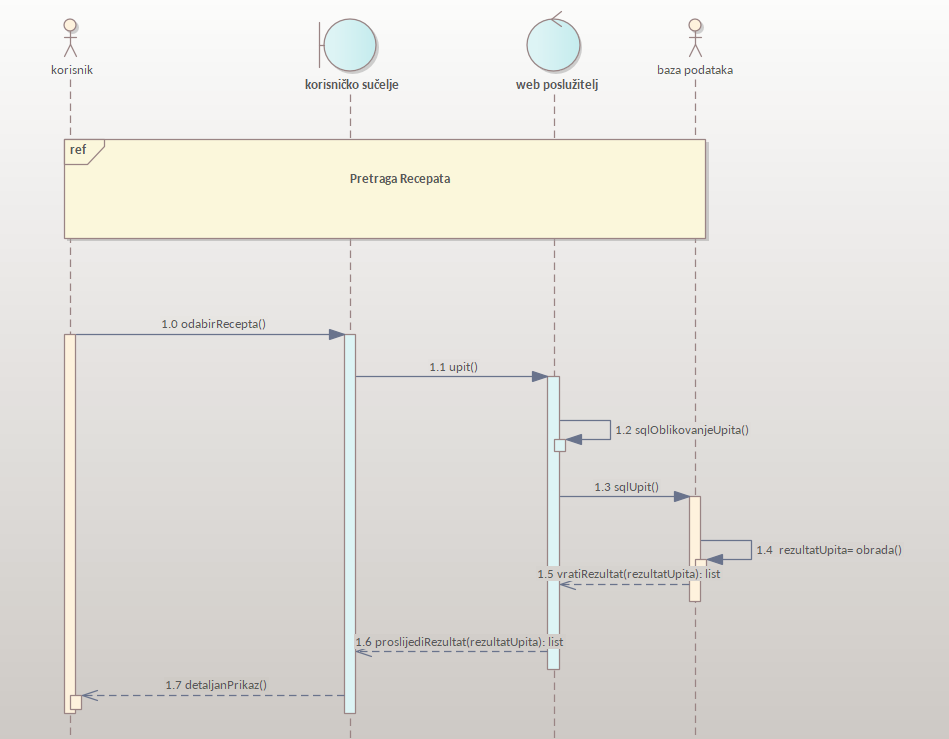 korisnik
korisničko sučelje
web poslužitelj
baza podataka
ref
Pretraga Recepata
1.0 odabirRecepta()
1.1 upit()
1.2 sqlOblikovanjeUpita()
1.3 sqlUpit()
1.4 rezultatUpita= obrada()
1.5 vratiRezultat(rezultatUpita): list
1.6 proslijediRezultat(rezultatUpita): list
1.7 detaljanPrikaz()